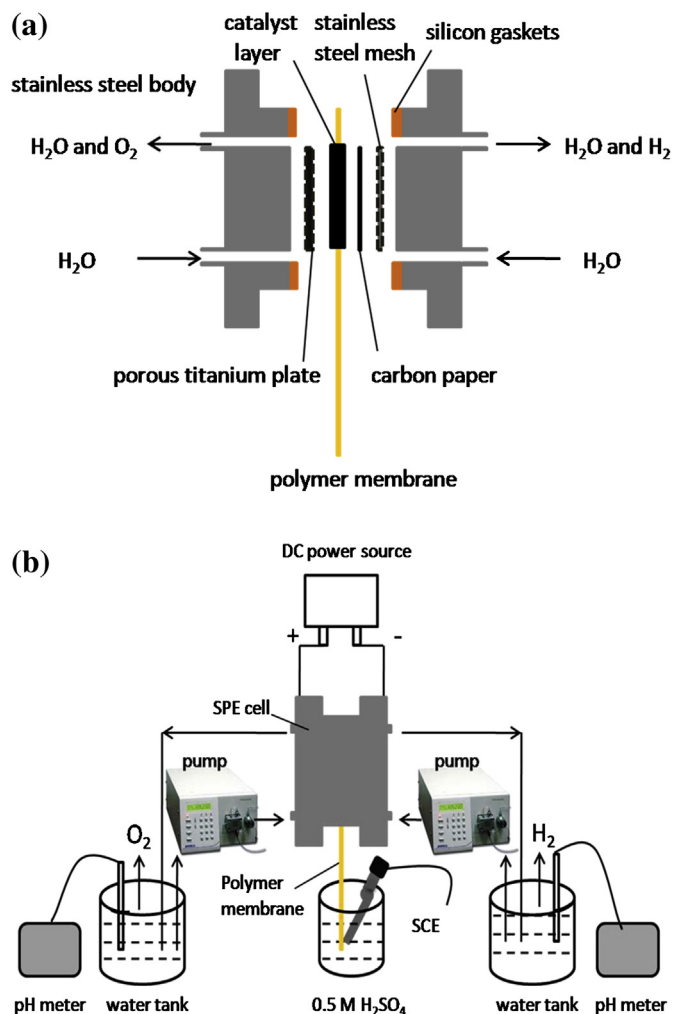 (a)
catalyst layer
stainless steel mesh
silicon gaskets
stainless steel body
H₂O and O₂
H₂O and H₂
H₂O
H₂O
porous titanium plate
carbon paper
polymer membrane
(b)
DC power source
+
-
SPE cell
pump
pump
O₂
H₂
Polymer
membrane
SCE
pH meter
water tank
0.5 M H₂SO₄
water tank
pH meter